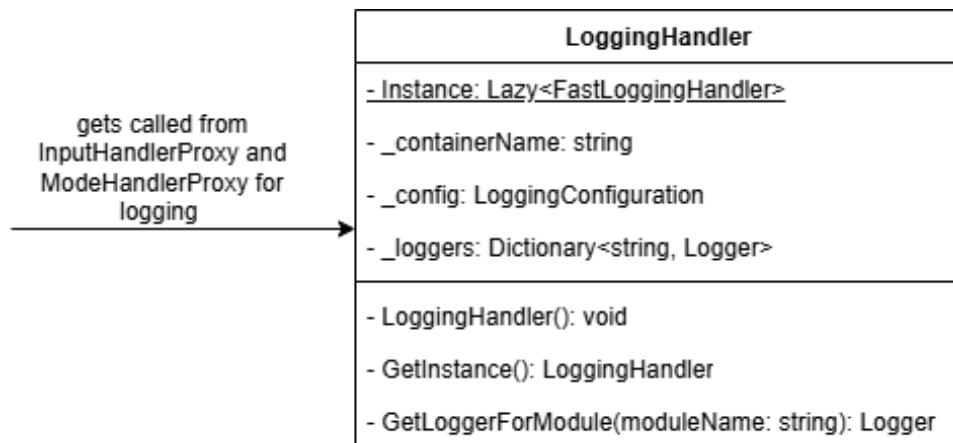 LoggingHandler
- Instance: Lazy<FastLoggingHandler>
- _containerName: string
- _config: LoggingConfiguration
- _loggers: Dictionary<string, Logger>
- LoggingHandler(): void
- GetInstance(): LoggingHandler
- GetLoggerForModule(moduleName: string): Logger
gets called from
InputHandlerProxy and
ModeHandlerProxy for
logging